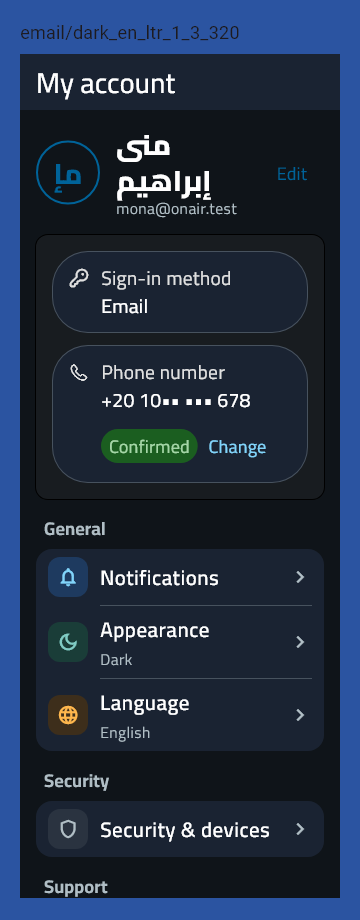 email/dark_en_ltr_1_3_320
My account
مإ
منى
إبراهيم
Edit
mona@onair.test
Sign-in method
Email
Phone number
+20 10•• ••• 678
Confirmed
Change
General
Notifications
Appearance
Dark
Language
English
Security
Security & devices
Support